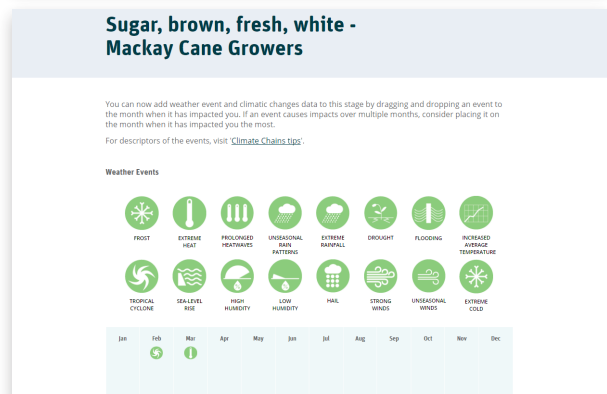 Sugar, brown, fresh, white -
Mackay Cane Growers
You can now add weather event and climatic changes data to this stage by dragging and dropping an event to
the month when it has impacted you. If an event causes impacts over multiple months, consider placing it on
the month when it has impacted you the most.
For descriptors of the events, visit 'Climate Chains tips'.
Weather Events
FROST
EXTREME
HEAT
PROLONGED
HEATWAVES
UNSEASONAL
RAIN
PATTERNS
EXTREME
RAINFALL
DROUGHT
FLOODING
INCREASED
AVERAGE
TEMPERATURE
TROPICAL
CYCLONE
SEA-LEVEL
RISE
HIGH
HUMIDITY
LOW
HUMIDITY
HAIL
STRONG
WINDS
UNSEASONAL
WINDS
EXTREME
COLD
Jan Feb Mar Apr May Jun Jul Aug Sep Oct Nov Dec